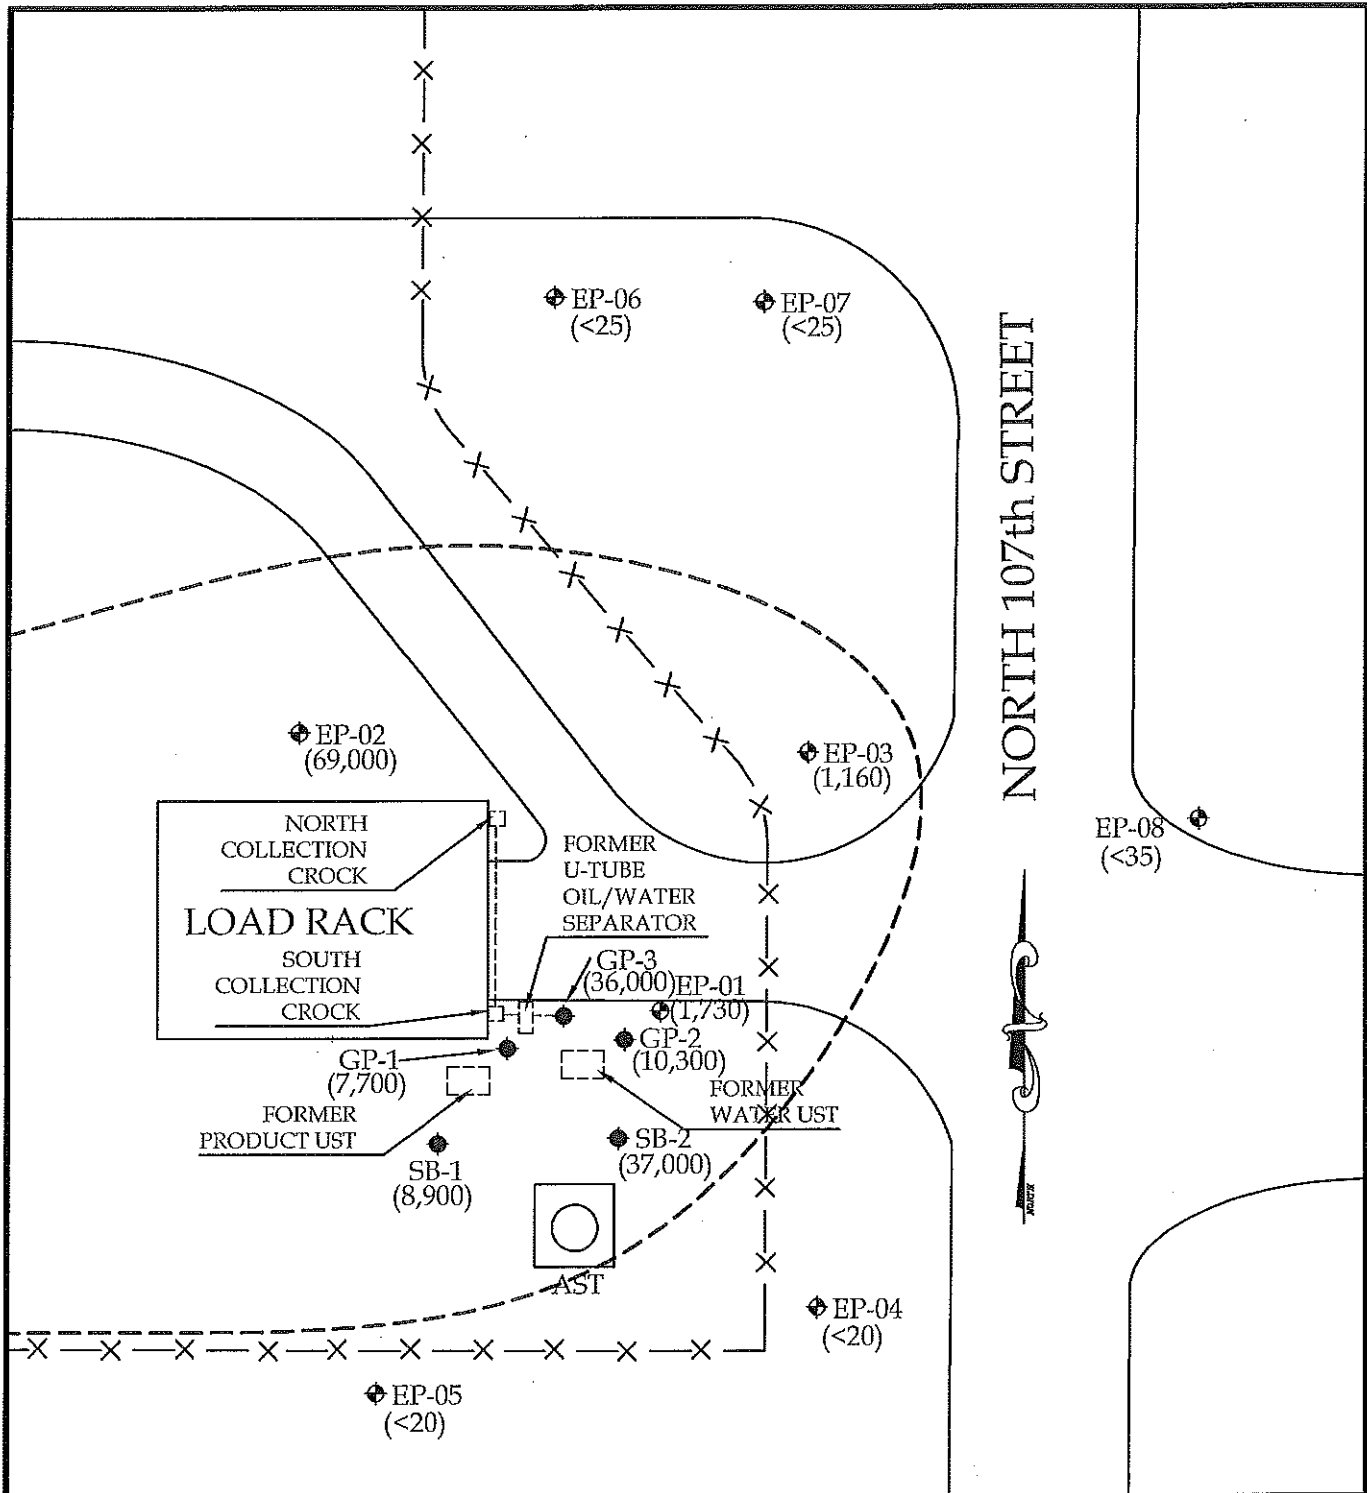 EP-06
(<25)
EP-07
(<25)
NORTH 107th STREET
EP-02
(69,000)
EP-03
(1,160)
EP-08
(<35)
NORTH
COLLECTION
CROCK
FORMER
U-TUBE
OIL/WATER
SEPARATOR
LOAD RACK
SOUTH
COLLECTION
CROCK
GP-3
(36,000)
EP-01
(1,730)
GP-1
(7,700)
GP-2
(10,300)
FORMER
PRODUCT UST
FORMER
WATER UST
SB-1
(8,900)
SB-2
(37,000)
AST
NORTH
EP-04
(<20)
EP-05
(<20)